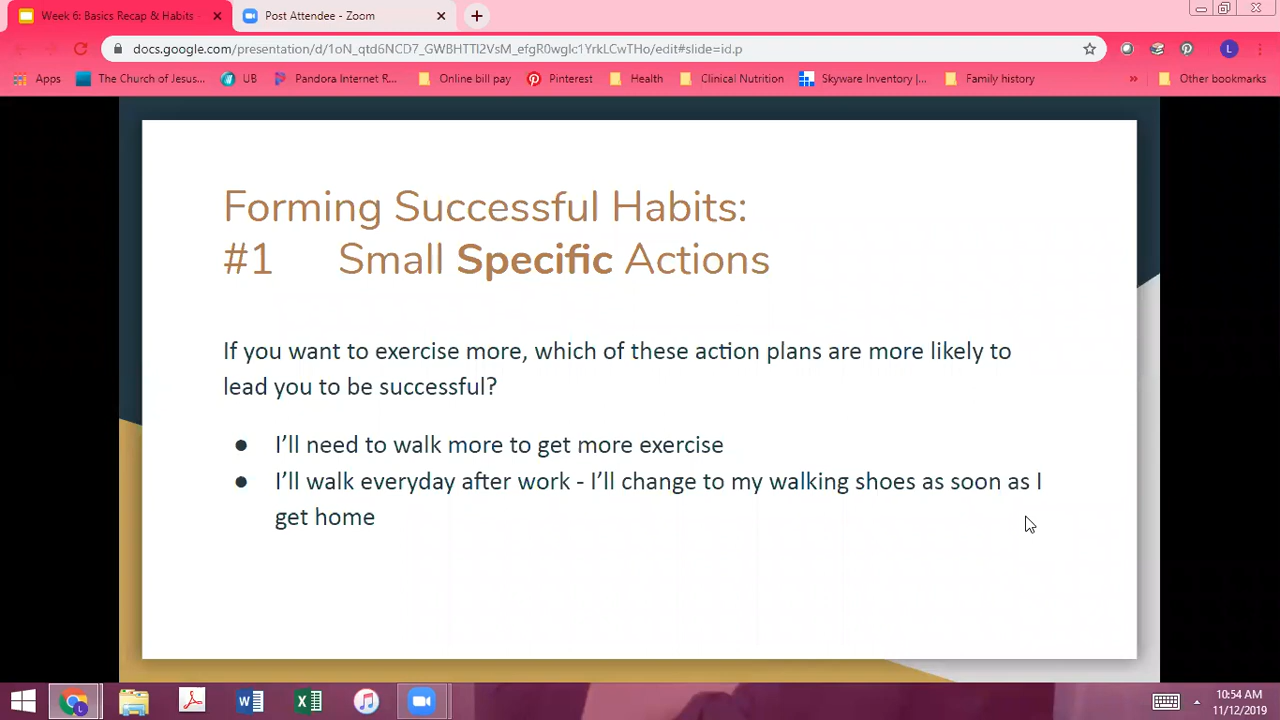 Week 6: Basics Recap & Habits
Post Attendee - Zoom
docs.google.com/presentation/d/1oN_qtd6NCD7_GWBHTTl2VsM_efgR0wglc1YrkLCwTHo/edit#slide=id.p
L
Apps
The Church of Jesus...
UB
Pandora Internet R...
Online bill pay
Pinterest
Health
Clinical Nutrition
Skyware Inventory |...
Family history
»
Other bookmarks
Forming Successful Habits:
#1 Small Specific Actions
If you want to exercise more, which of these action plans are more likely to
lead you to be successful?
● I’ll need to walk more to get more exercise
● I’ll walk everyday after work - I’ll change to my walking shoes as soon as I
get home
10:54 AM
11/12/2019